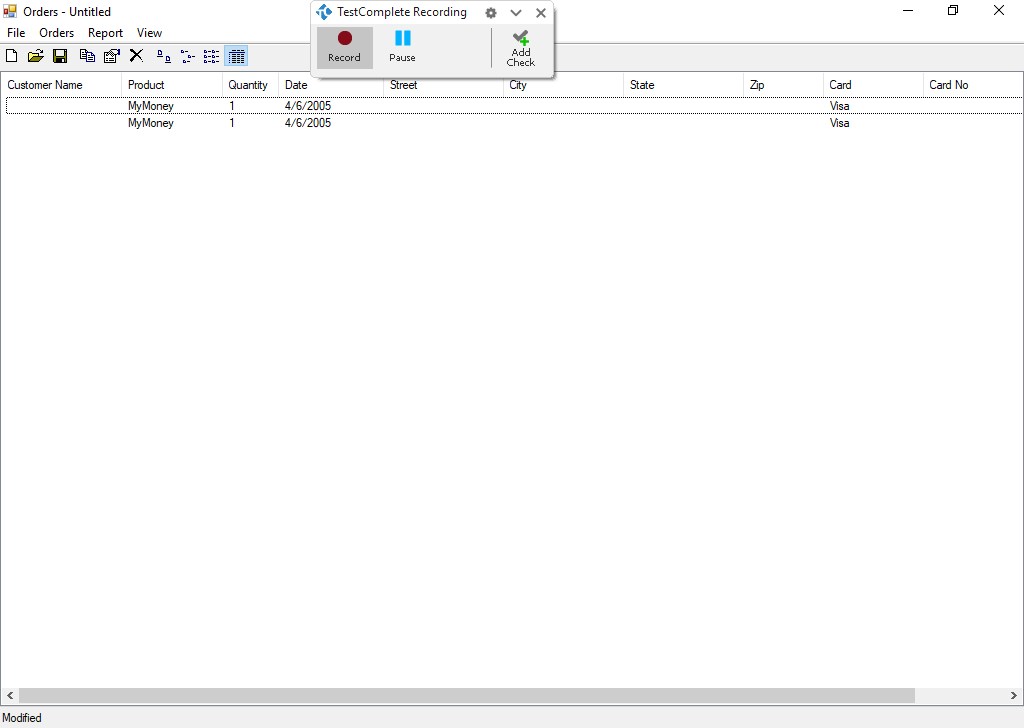 Orders - Untitled
TestComplete Recording
File Orders Report View
Record Pause Add Check
Customer Name Product Quantity Date Street City State Zip Card Card No
MyMoney 1 4/6/2005 Visa
MyMoney 1 4/6/2005 Visa
Modified